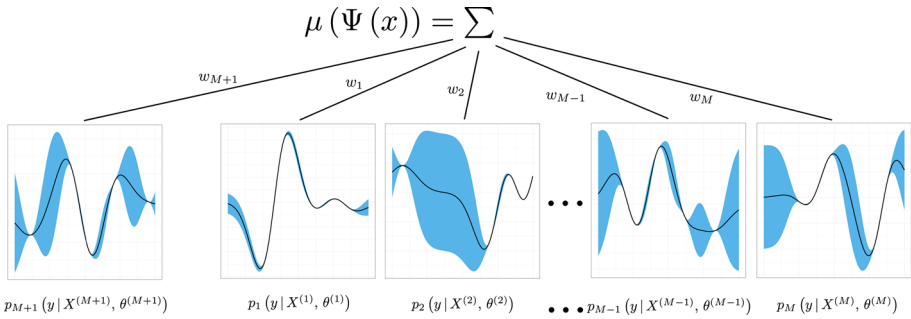 μ (Ψ (x)) = ∑
w_{M+1} w_1 w_2 w_{M−1} w_M
• • •
p_{M+1} (y | X^{(M+1)}, θ^{(M+1)}) p_1 (y | X^{(1)}, θ^{(1)}) p_2 (y | X^{(2)}, θ^{(2)}) • • • p_{M−1} (y | X^{(M−1)}, θ^{(M−1)}) p_M (y | X^{(M)}, θ^{(M)})